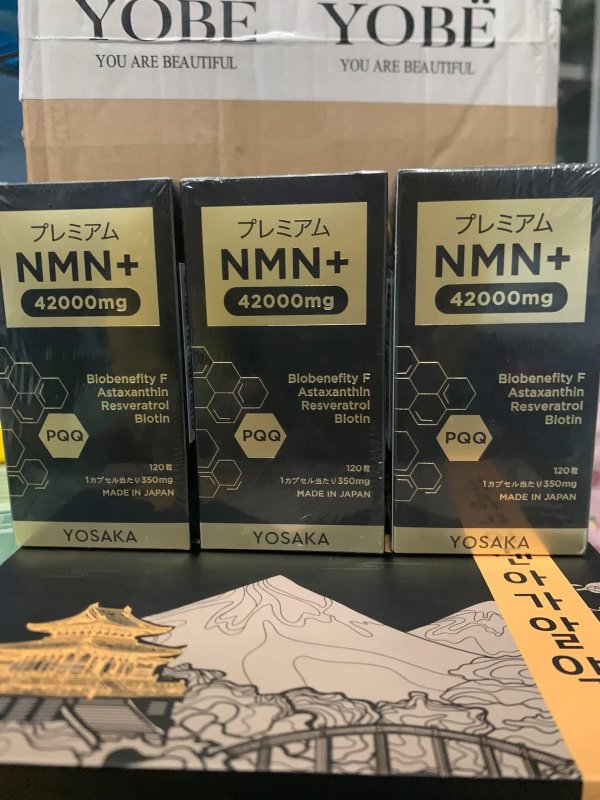 YOBE
YOU ARE BEAUTIFUL
YOBË
YOU ARE BEAUTIFUL
プレミアム
NMN+
42000mg
Biobenefity F
Astaxanthin
Resveratrol
Biotin
PQQ
120粒
1カプセル当たり350mg
MADE IN JAPAN
YOSAKA
プレミアム
NMN+
42000mg
Biobenefity F
Astaxanthin
Resveratrol
Biotin
PQQ
120粒
1カプセル当たり350mg
MADE IN JAPAN
YOSAKA
プレミアム
NMN+
42000mg
Biobenefity F
Astaxanthin
Resveratrol
Biotin
PQQ
120粒
1カプセル当たり350mg
MADE IN JAPAN
YOSAKA